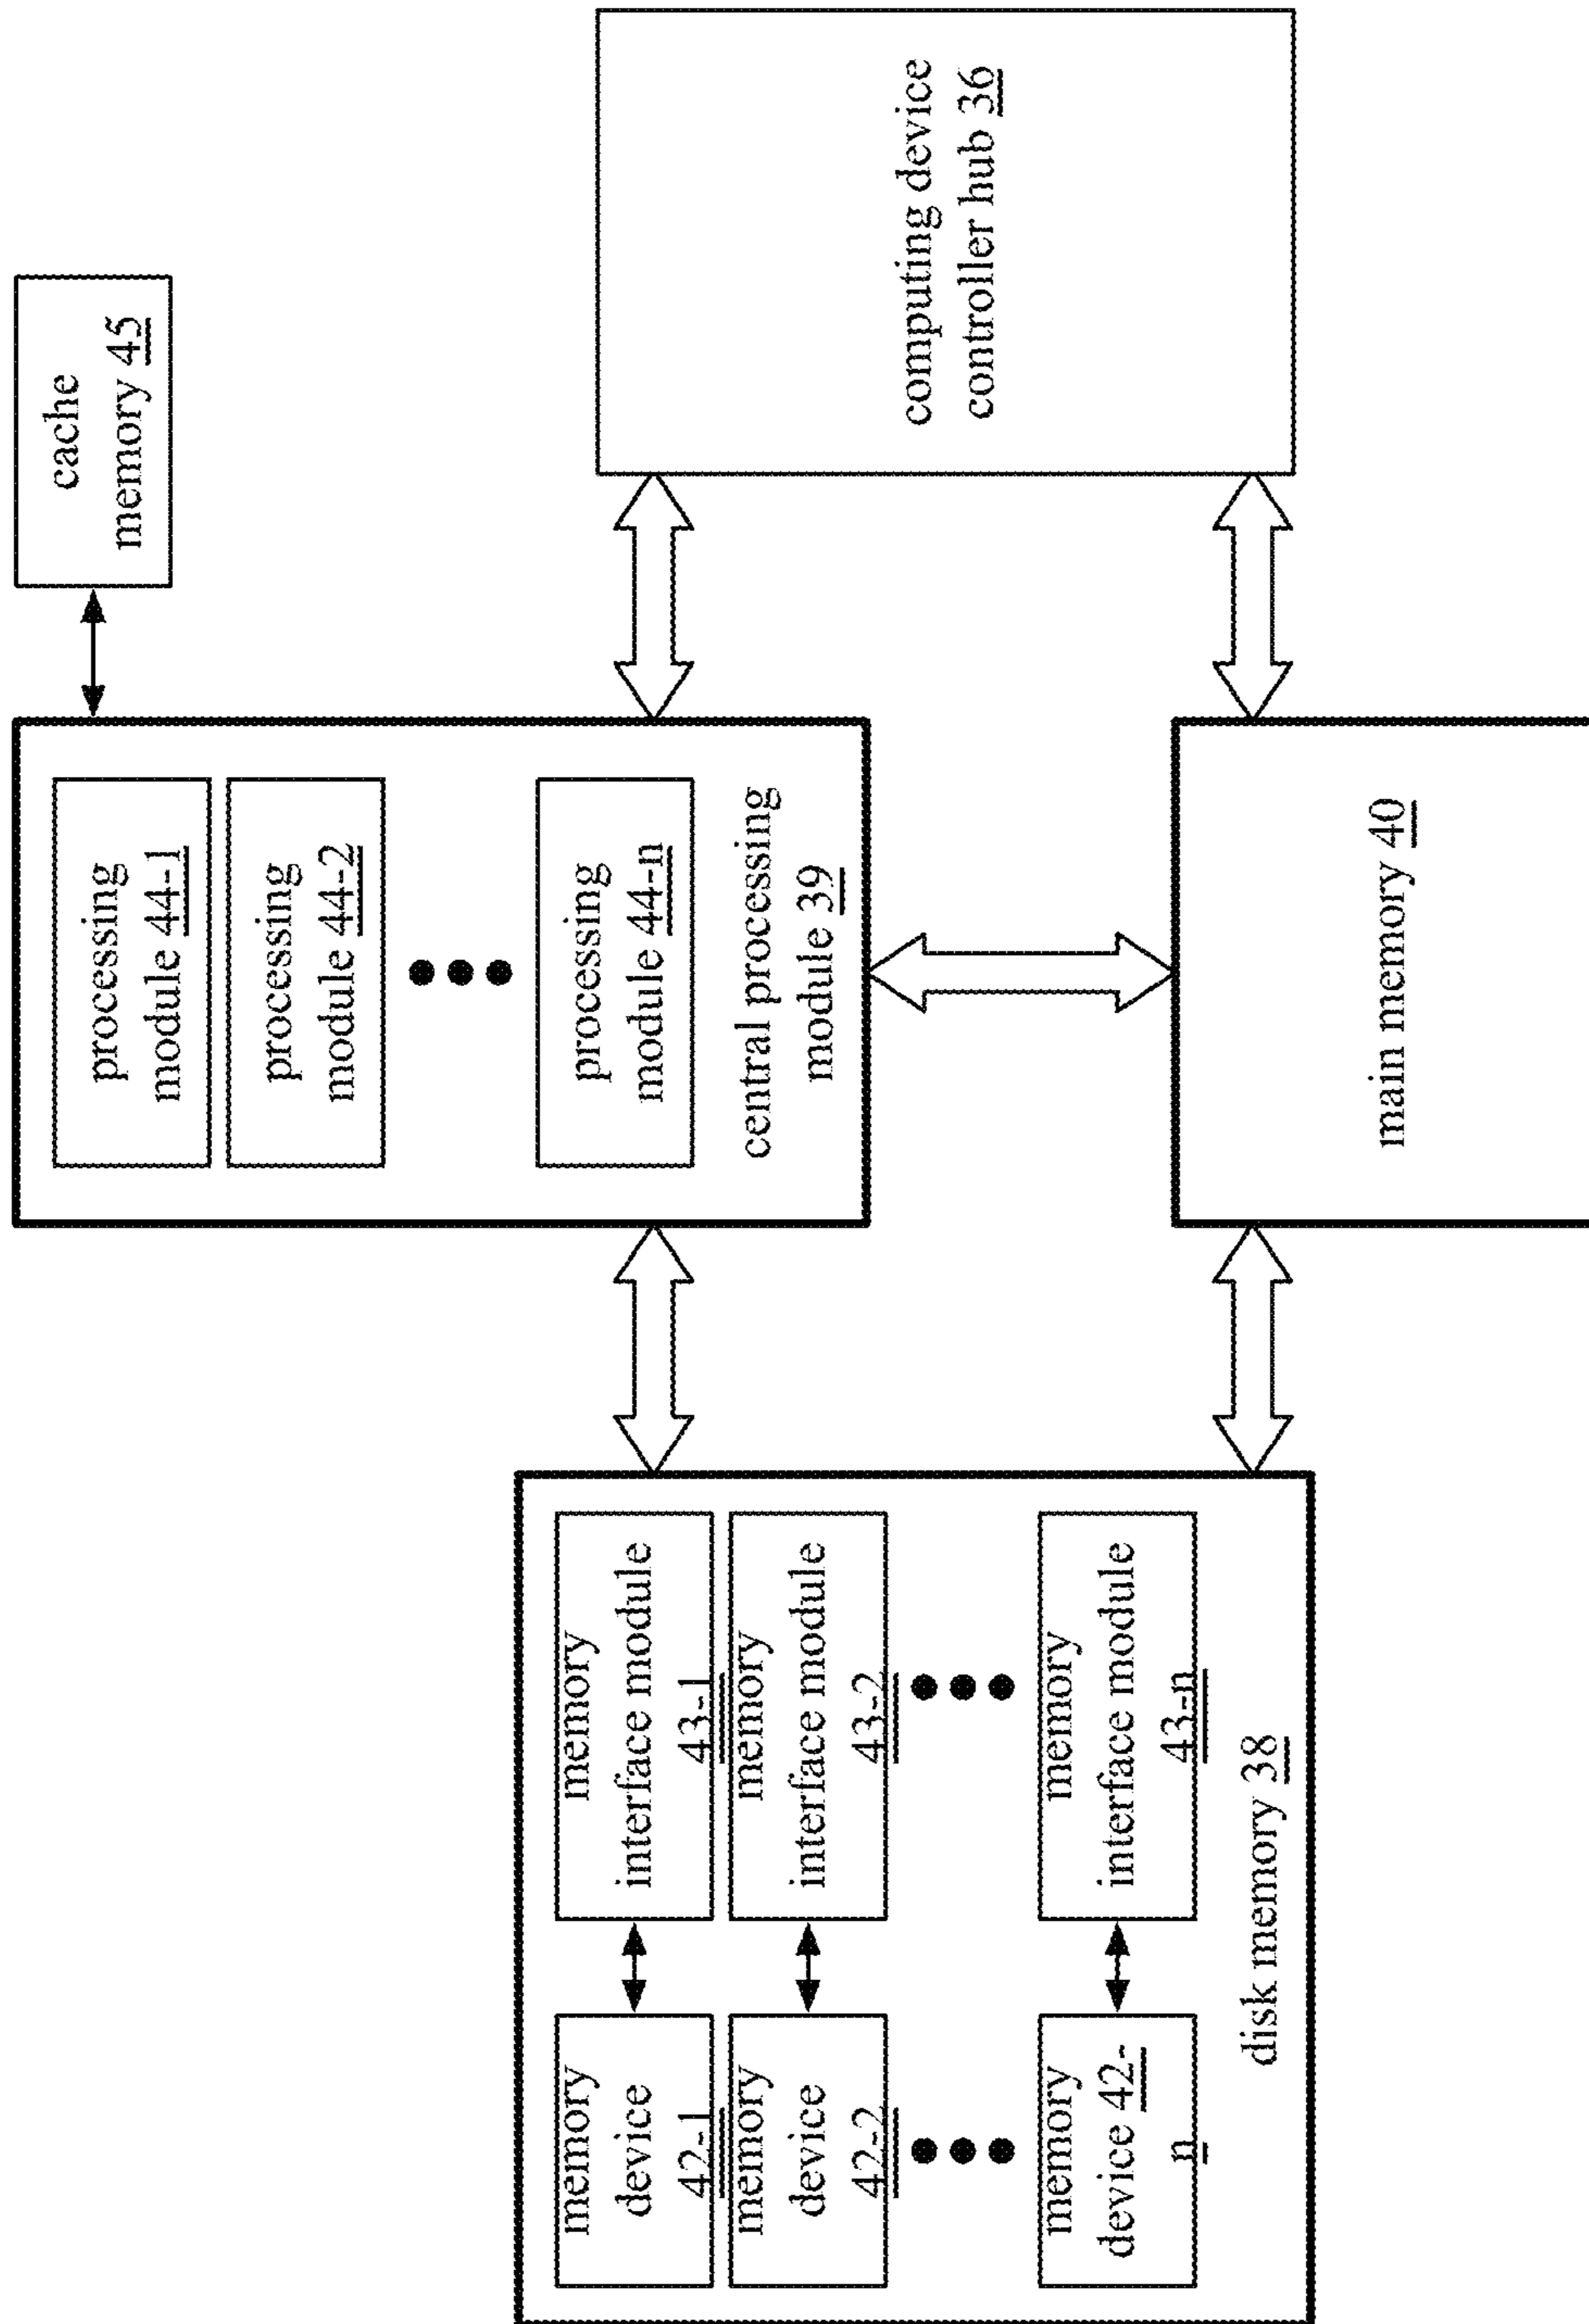 memory
device
42-1
memory
interface module
43-1
memory
device
42-2
memory
interface module
43-2
memory
device 42-
n
memory
interface module
43-n
disk memory 38
processing
module 44-1
processing
module 44-2
processing
module 44-n
central processing
module 39
cache
memory 45
main memory 40
computing device
controller hub 36